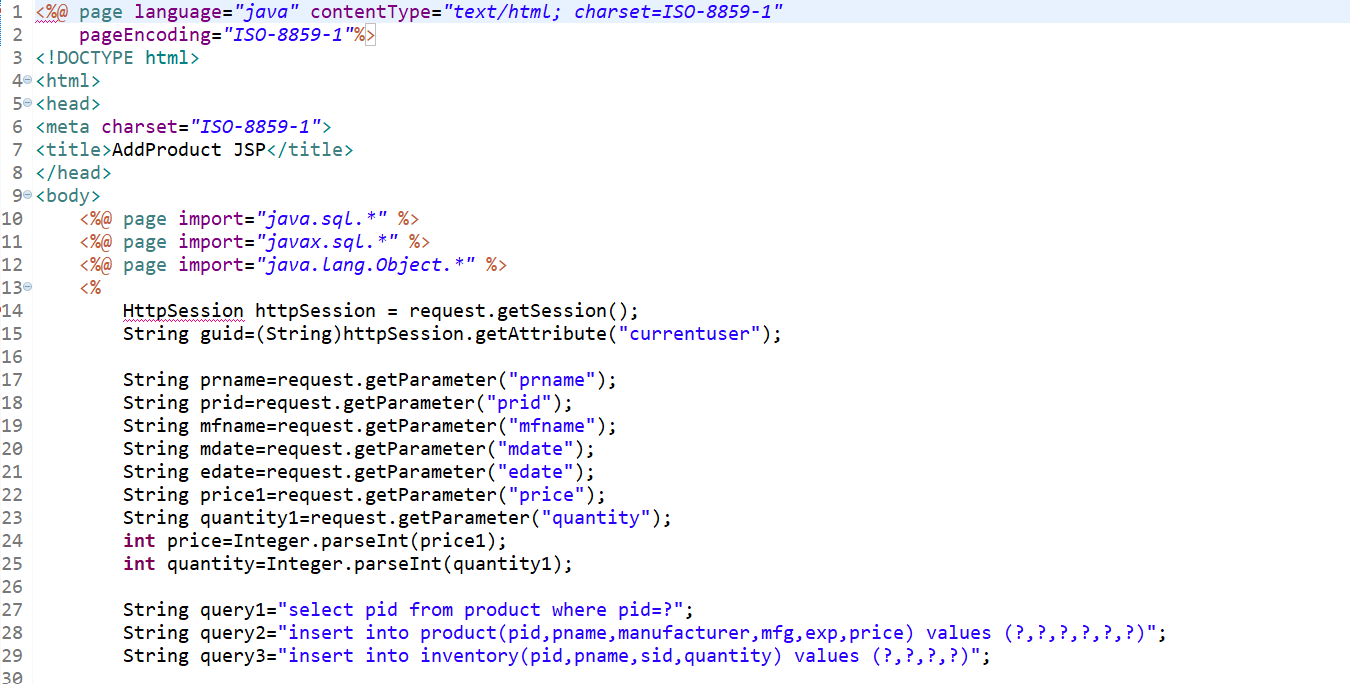 1 <%@ page language="java" contentType="text/html; charset=ISO-8859-1"
2     pageEncoding="ISO-8859-1"%>
3 <!DOCTYPE html>
4 <html>
5 <head>
6 <meta charset="ISO-8859-1">
7 <title>AddProduct JSP</title>
8 </head>
9 <body>
10     <%@ page import="java.sql.*" %>
11     <%@ page import="javax.sql.*" %>
12     <%@ page import="java.lang.Object.*" %>
13     <%
14         HttpSession httpSession = request.getSession();
15         String guid=(String)httpSession.getAttribute("currentuser");
16
17         String prname=request.getParameter("prname");
18         String prid=request.getParameter("prid");
19         String mfname=request.getParameter("mfname");
20         String mdate=request.getParameter("mdate");
21         String edate=request.getParameter("edate");
22         String price1=request.getParameter("price");
23         String quantity1=request.getParameter("quantity");
24         int price=Integer.parseInt(price1);
25         int quantity=Integer.parseInt(quantity1);
26
27         String query1="select pid from product where pid=?";
28         String query2="insert into product(pid,pname,manufacturer,mfg,exp,price) values (?,?,?,?,?,?)";
29         String query3="insert into inventory(pid,pname,sid,quantity) values (?,?,?,?)";
30